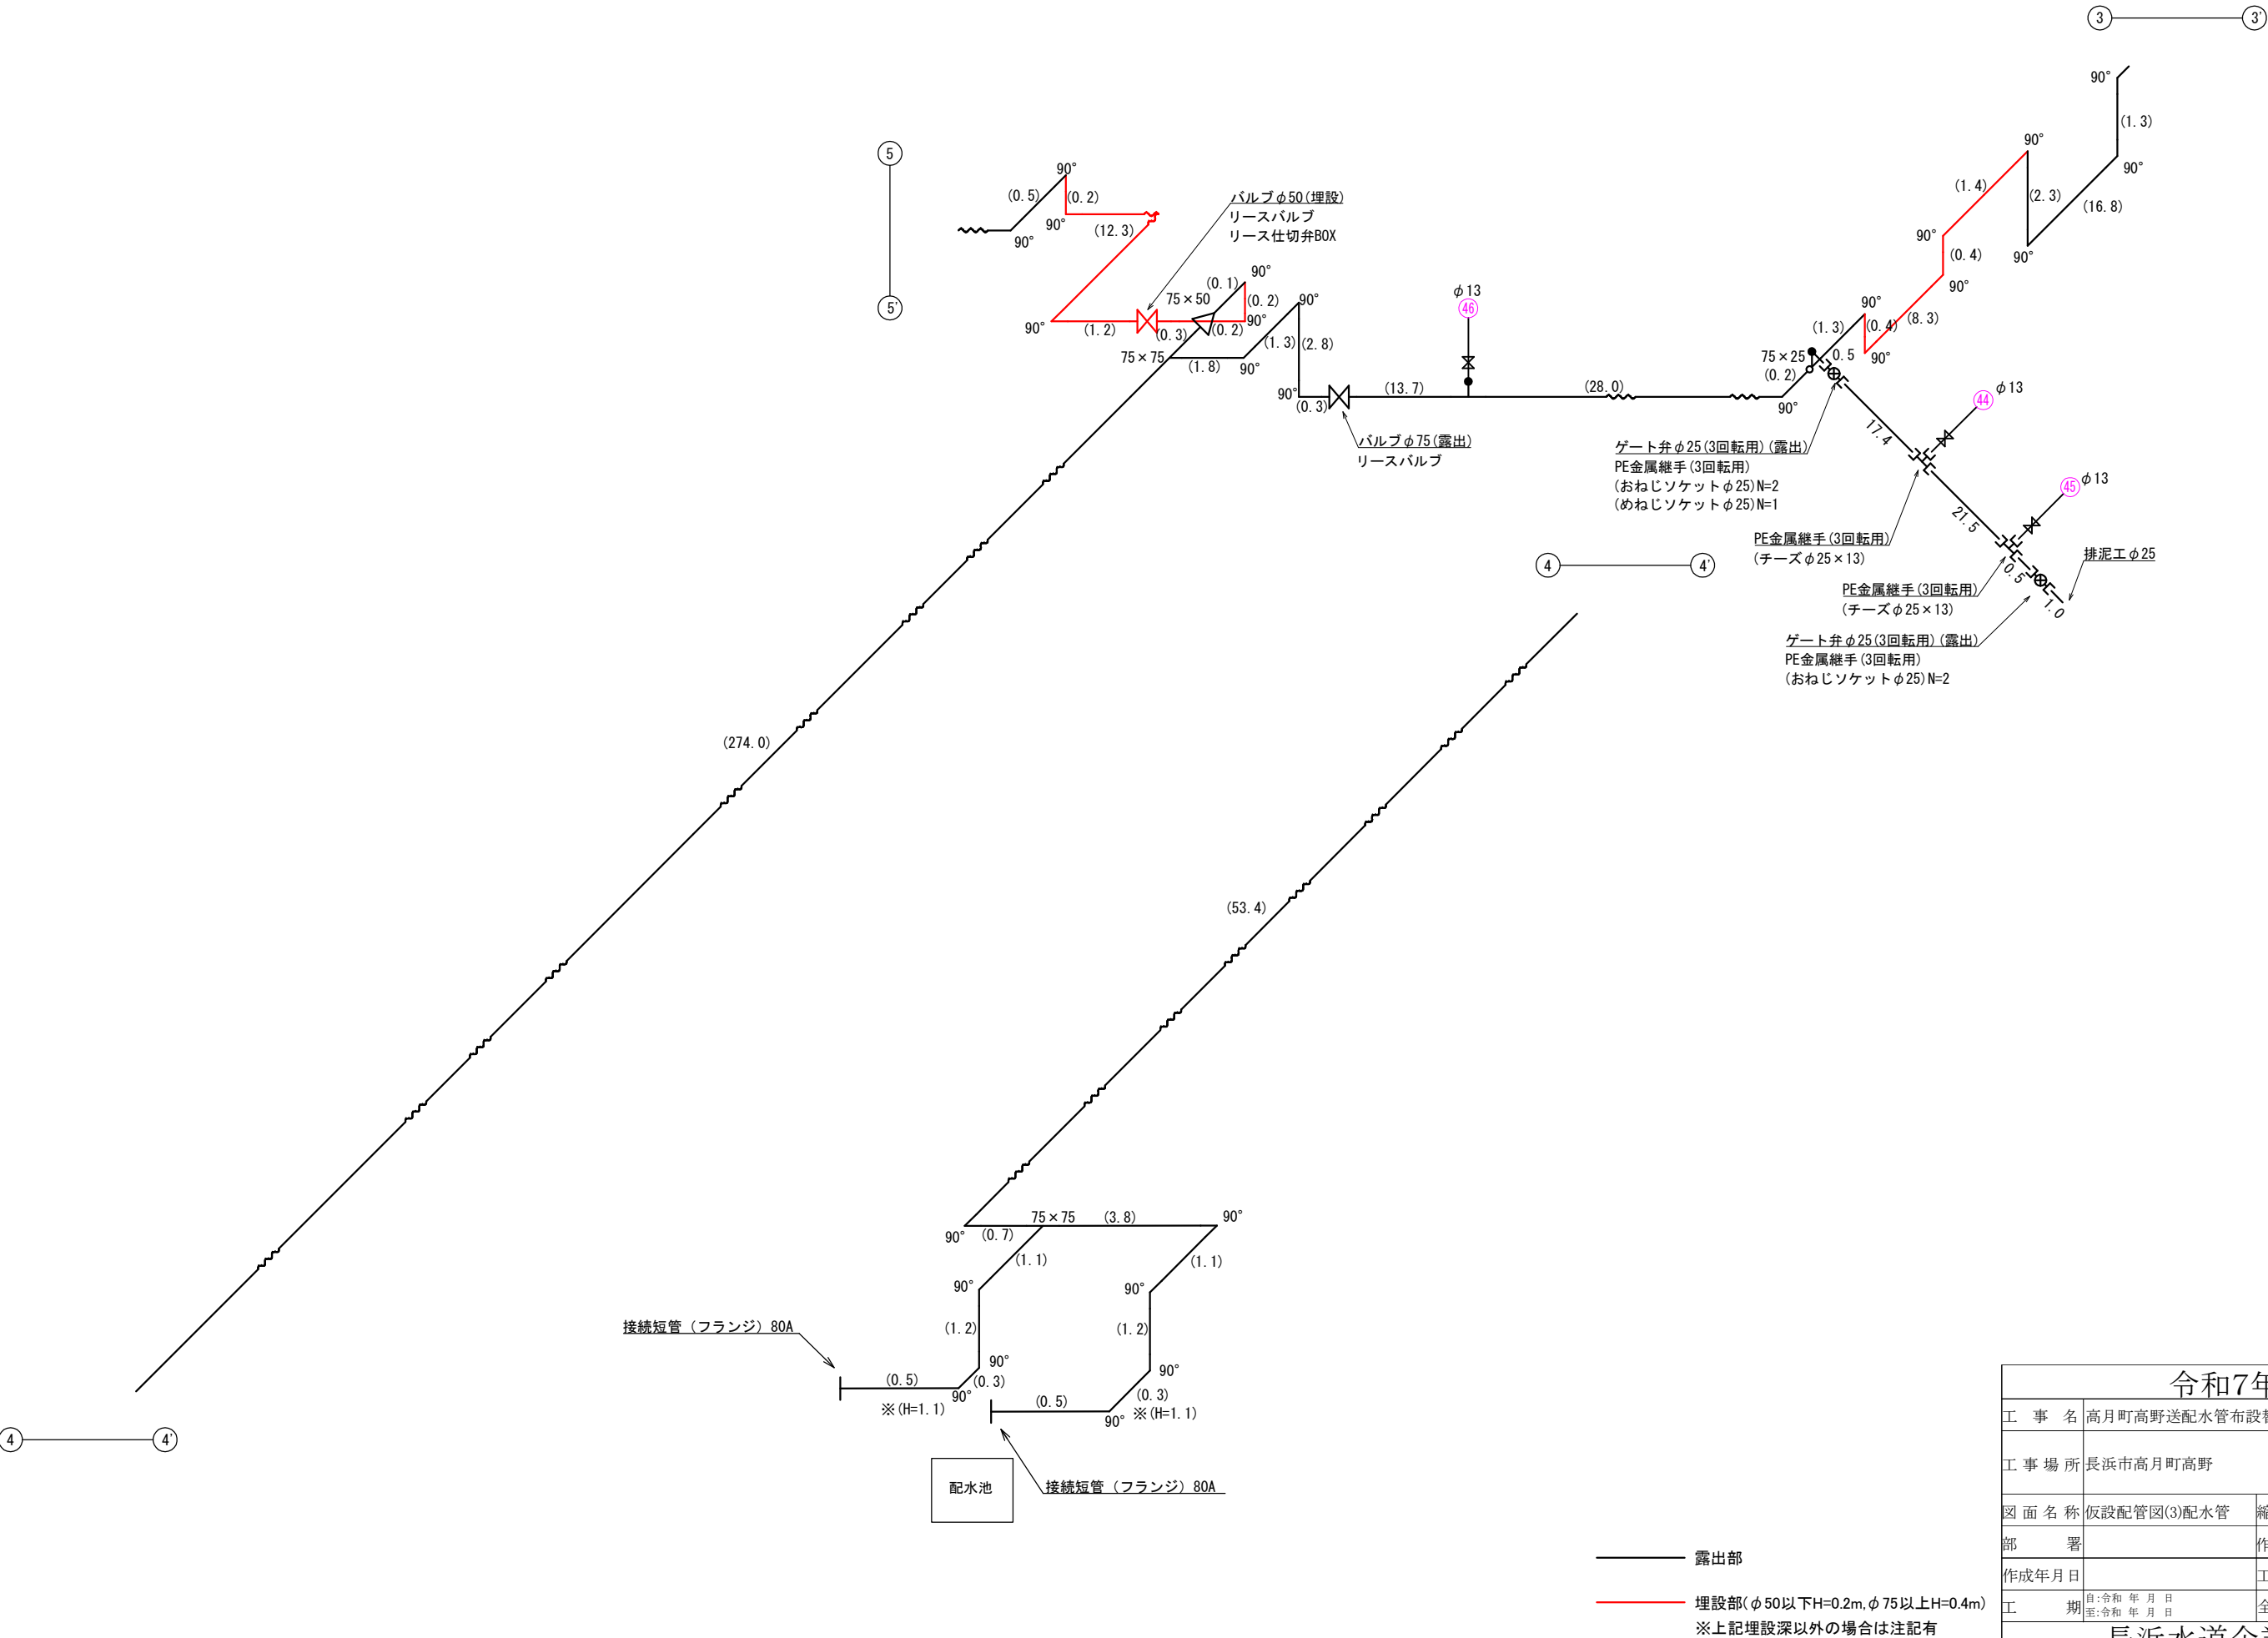 3
3'
90°
(1.3)
90°
(16.8)
90°
(1.4)
(2.3)
90°
90°
(0.4)
90°
(8.3)
90°
(0.4)
90°
(1.3)
75×25
0.5
(0.2)
90°
5
5'
(0.5)
90°
90°
(0.2)
90°
(12.3)
バルブφ50(埋設)
リースバルブ
リース仕切弁BOX
90°
(1.2)
(0.3)
75×50
(0.1)
90°
(0.2)
90°
(0.2)
75×75
(1.8)
90°
(1.3)
90°
(2.8)
90°
(0.3)
バルブφ75(露出)
リースバルブ
(13.7)
φ13
46
(28.0)
ゲート弁φ25(3回転用)(露出)
PE金属継手(3回転用)
(おねじソケットφ25)N=2
(めねじソケットφ25)N=1
17.4
44
φ13
PE金属継手(3回転用)
(チーズφ25×13)
21.5
45
φ13
PE金属継手(3回転用)
(チーズφ25×13)
0.5
1.0
排泥工φ25
ゲート弁φ25(3回転用)(露出)
PE金属継手(3回転用)
(おねじソケットφ25)N=2
4
4'
(274.0)
(53.4)
4
4'
90°
(0.7)
75×75
(3.8)
90°
(1.1)
(1.1)
90°
90°
(1.2)
(1.2)
90°
(0.3)
90°
(0.5)
※(H=1.1)
90°
(0.3)
90°
(0.5)
※(H=1.1)
接続短管（フランジ）80A
接続短管（フランジ）80A
配水池
露出部
埋設部(φ50以下H=0.2m,φ75以上H=0.4m)
※上記埋設深以外の場合は注記有
令和7年
工事名 高月町高野送配水管布設替
工事場所 長浜市高月町高野
図面名称 仮設配管図(3)配水管 縮
部署 作
作成年月日 工
工期 自:令和 年 月 日
至:令和 年 月 日 全
長浜水道企業